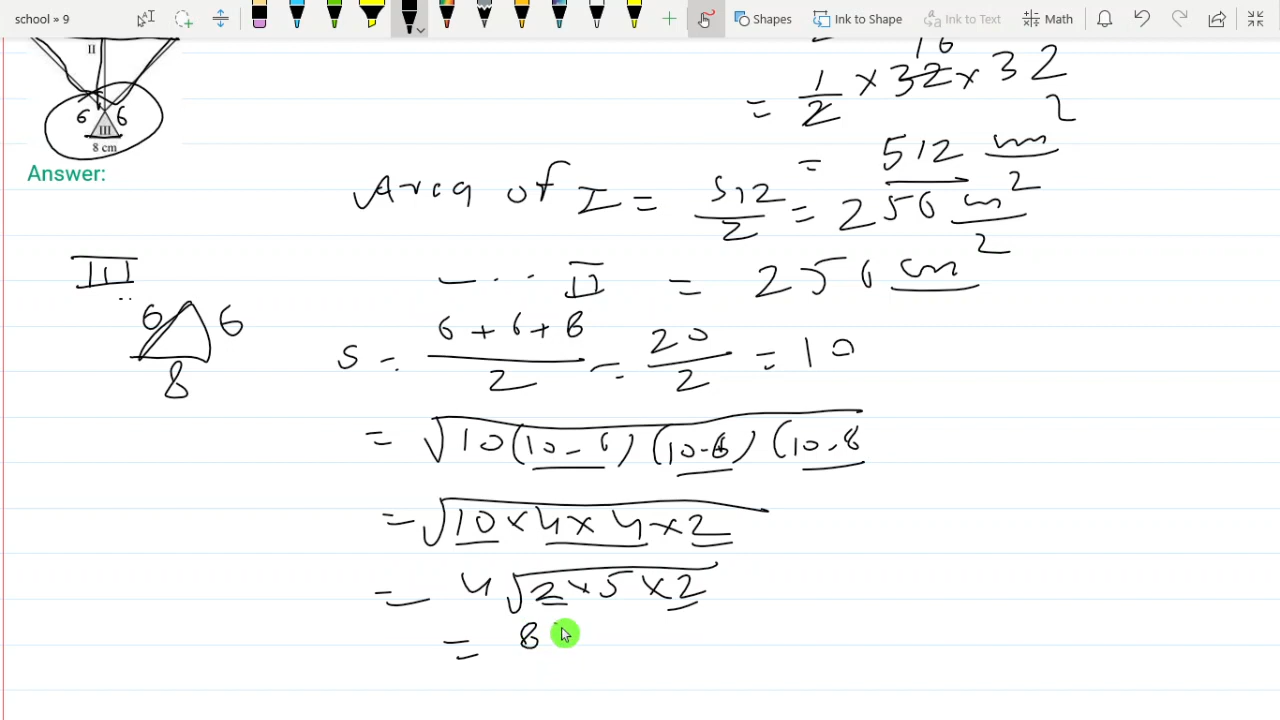 school » 9
Shapes
Ink to Shape
Ink to Text
Math
II
6 6
III
8 cm
Answer:
16
= 1/2 × 32 × 32
= 512 cm²
Area of I = 512/2 = 256 cm²
- · · · II = 256 cm²
III
6 6
8
S = 6 + 6 + 8/2 = 20/2 = 10
= √10(10-6)(10-6)(10-8
= √10 × 4 × 4 × 2
= 4√2 × 5 × 2
= 8